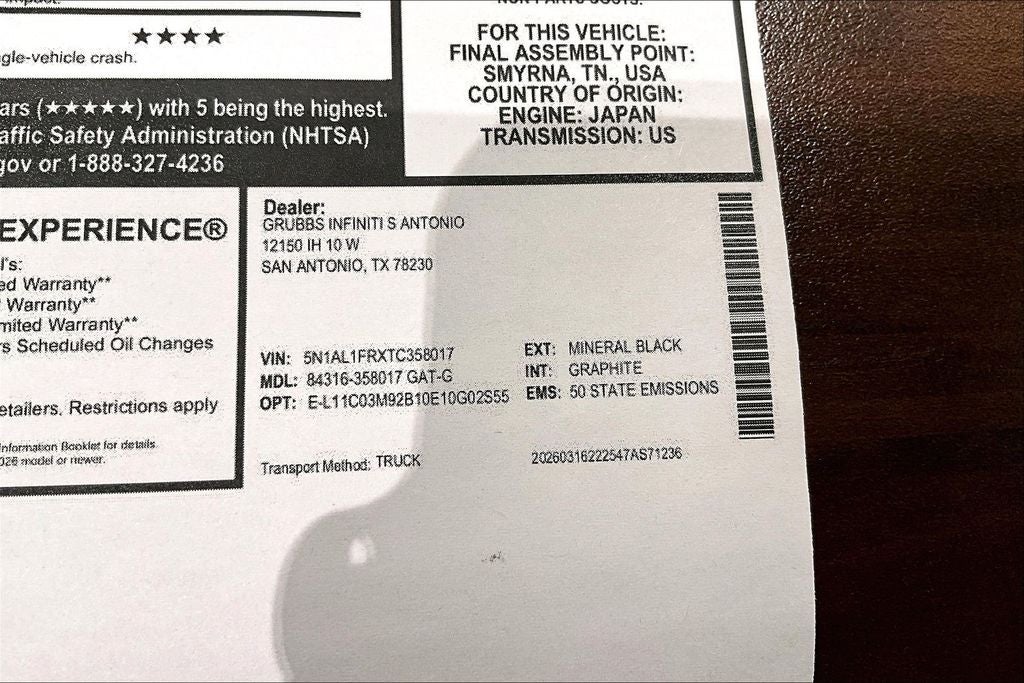 ★★★★
gle-vehicle crash.
ars (★★★★★) with 5 being the highest.
affic Safety Administration (NHTSA)
gov or 1-888-327-4236
FOR THIS VEHICLE:
FINAL ASSEMBLY POINT:
SMYRNA, TN., USA
COUNTRY OF ORIGIN:
ENGINE: JAPAN
TRANSMISSION: US
EXPERIENCE®
l's:
ed Warranty**
Warranty**
mited Warranty**
rs Scheduled Oil Changes
etailers. Restrictions apply
nformation Booklet for details.
026 model or newer.
Dealer:
GRUBBS INFINITI S ANTONIO
12150 IH 10 W
SAN ANTONIO, TX 78230
VIN: 5N1AL1FRXTC358017
MDL: 84316-358017 GAT-G
OPT: E-L11C03M92B10E10G02S55
EXT: MINERAL BLACK
INT: GRAPHITE
EMS: 50 STATE EMISSIONS
Transport Method: TRUCK
20260316222547AS71236